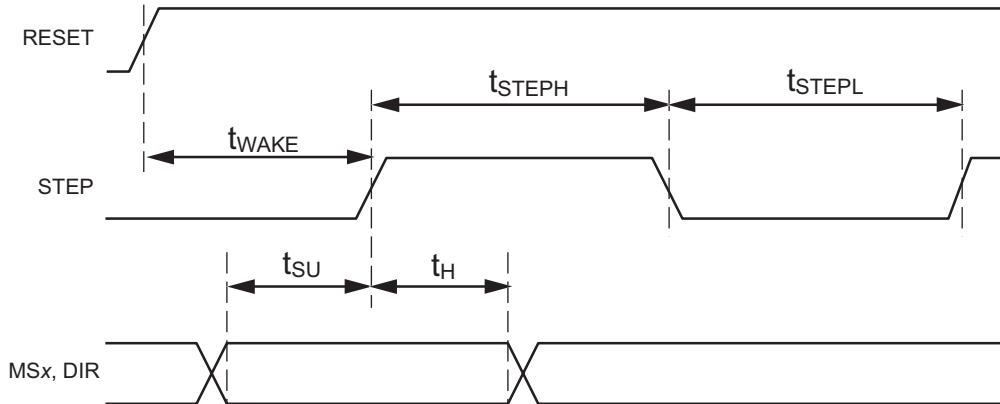 RESET
tSTEPH
tSTEPL
tWAKE
STEP
tSU
tH
MSx, DIR